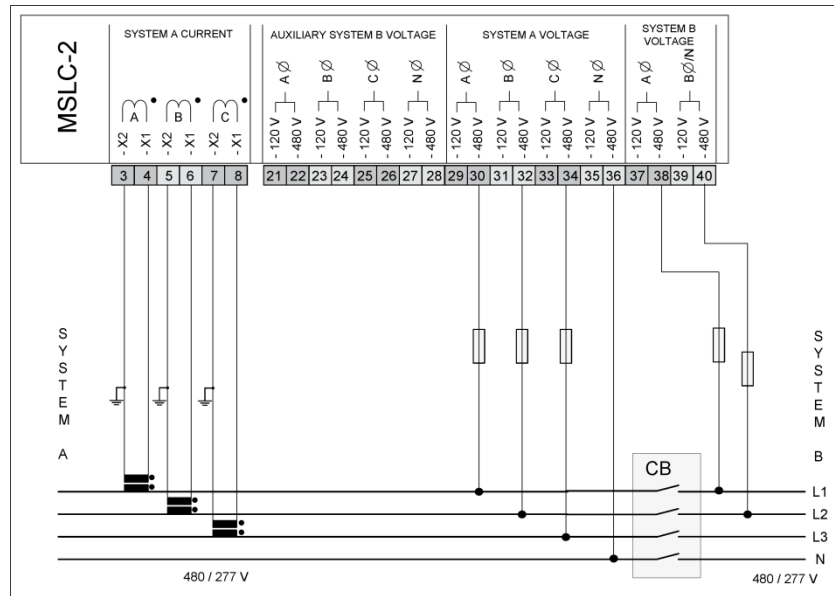 MSLC-2
SYSTEM A CURRENT
AUXILIARY SYSTEM B VOLTAGE
SYSTEM A VOLTAGE
SYSTEM B
VOLTAGE
A B C
A Ø B Ø C Ø N Ø A Ø B Ø C Ø N Ø A Ø B Ø/N
- X2 - X1 - X2 - X1 - X2 - X1
- 120 V - 480 V - 120 V - 480 V - 120 V - 480 V - 120 V - 480 V - 120 V - 480 V - 120 V - 480 V - 120 V - 480 V - 120 V - 480 V - 120 V - 480 V - 120 V - 480 V
3 4 5 6 7 8 21 22 23 24 25 26 27 28 29 30 31 32 33 34 35 36 37 38 39 40
SYSTEM A
SYSTEM B
CB
L1
L2
L3
N
480 / 277 V
480 / 277 V